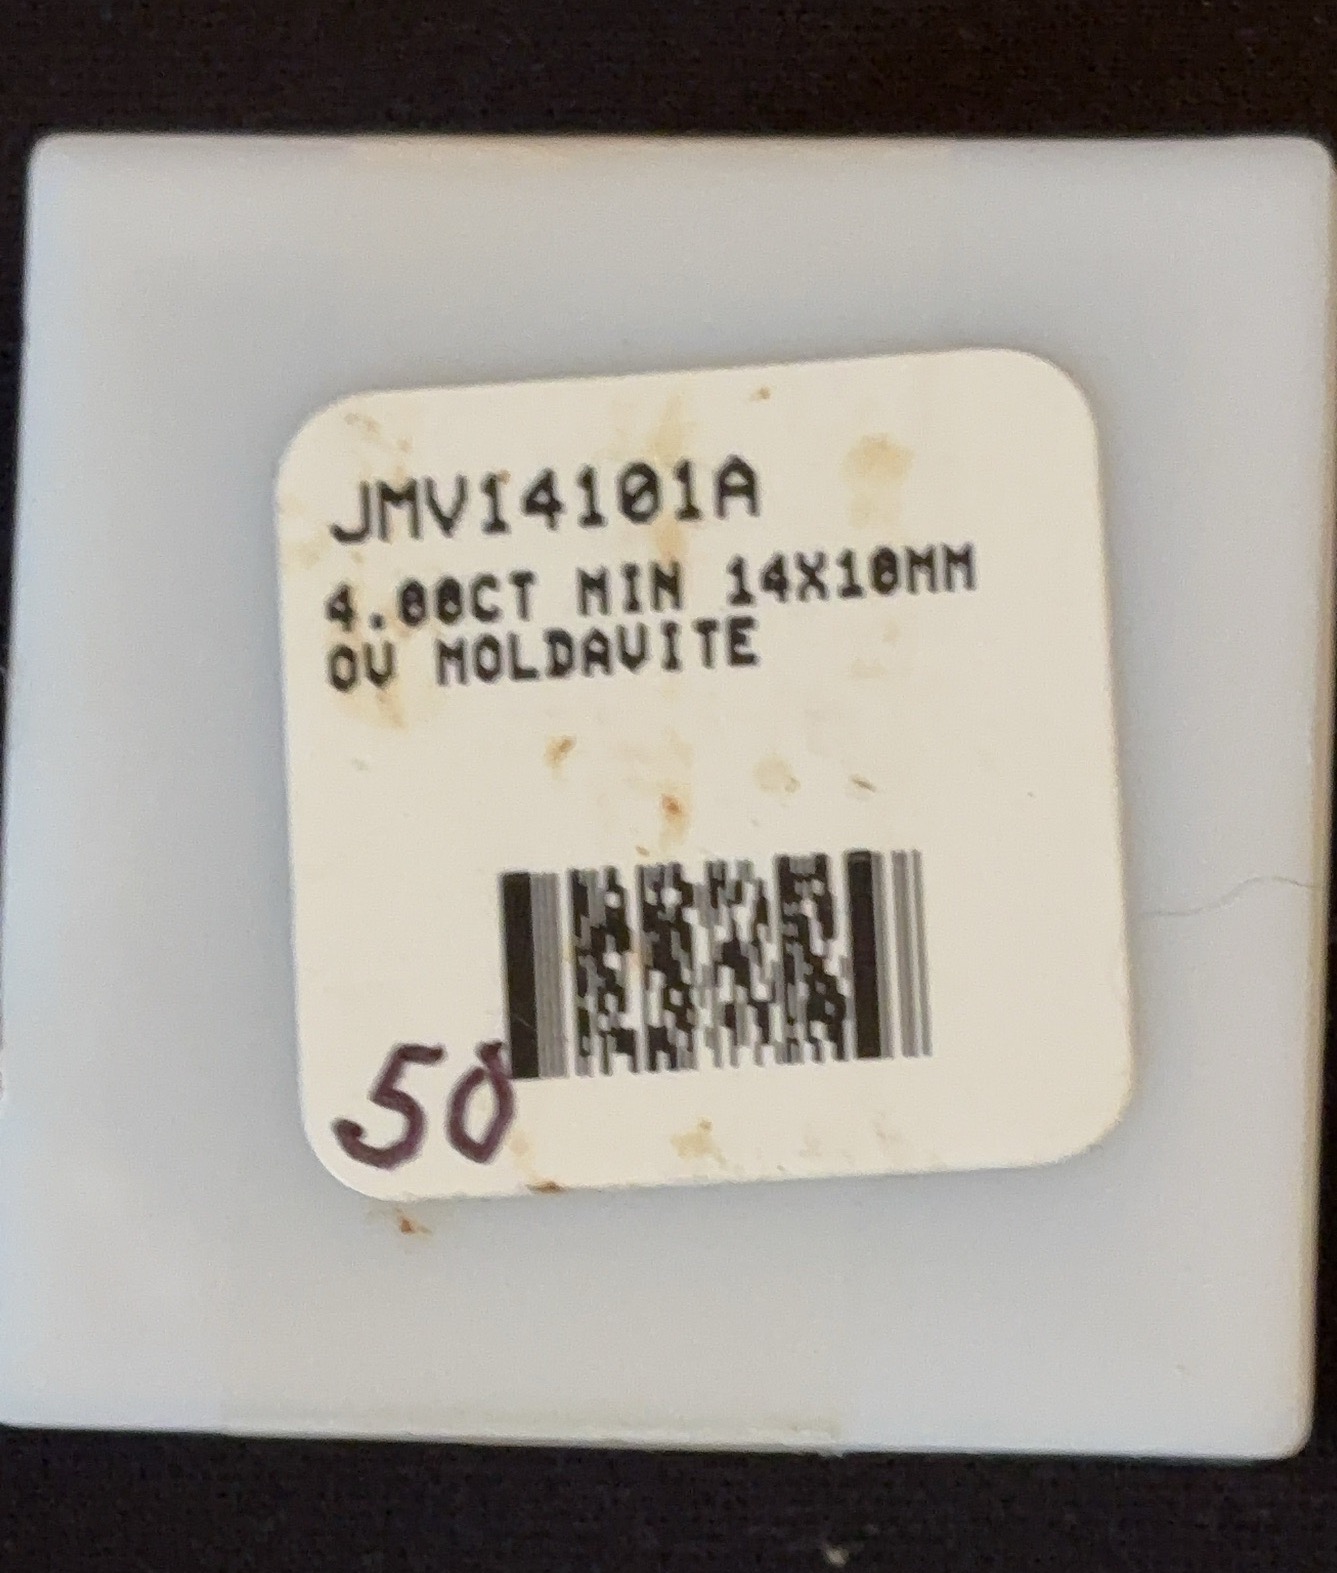 JMV14101A
4.00CT MIN 14X10MM
OV MOLDAVITE
50